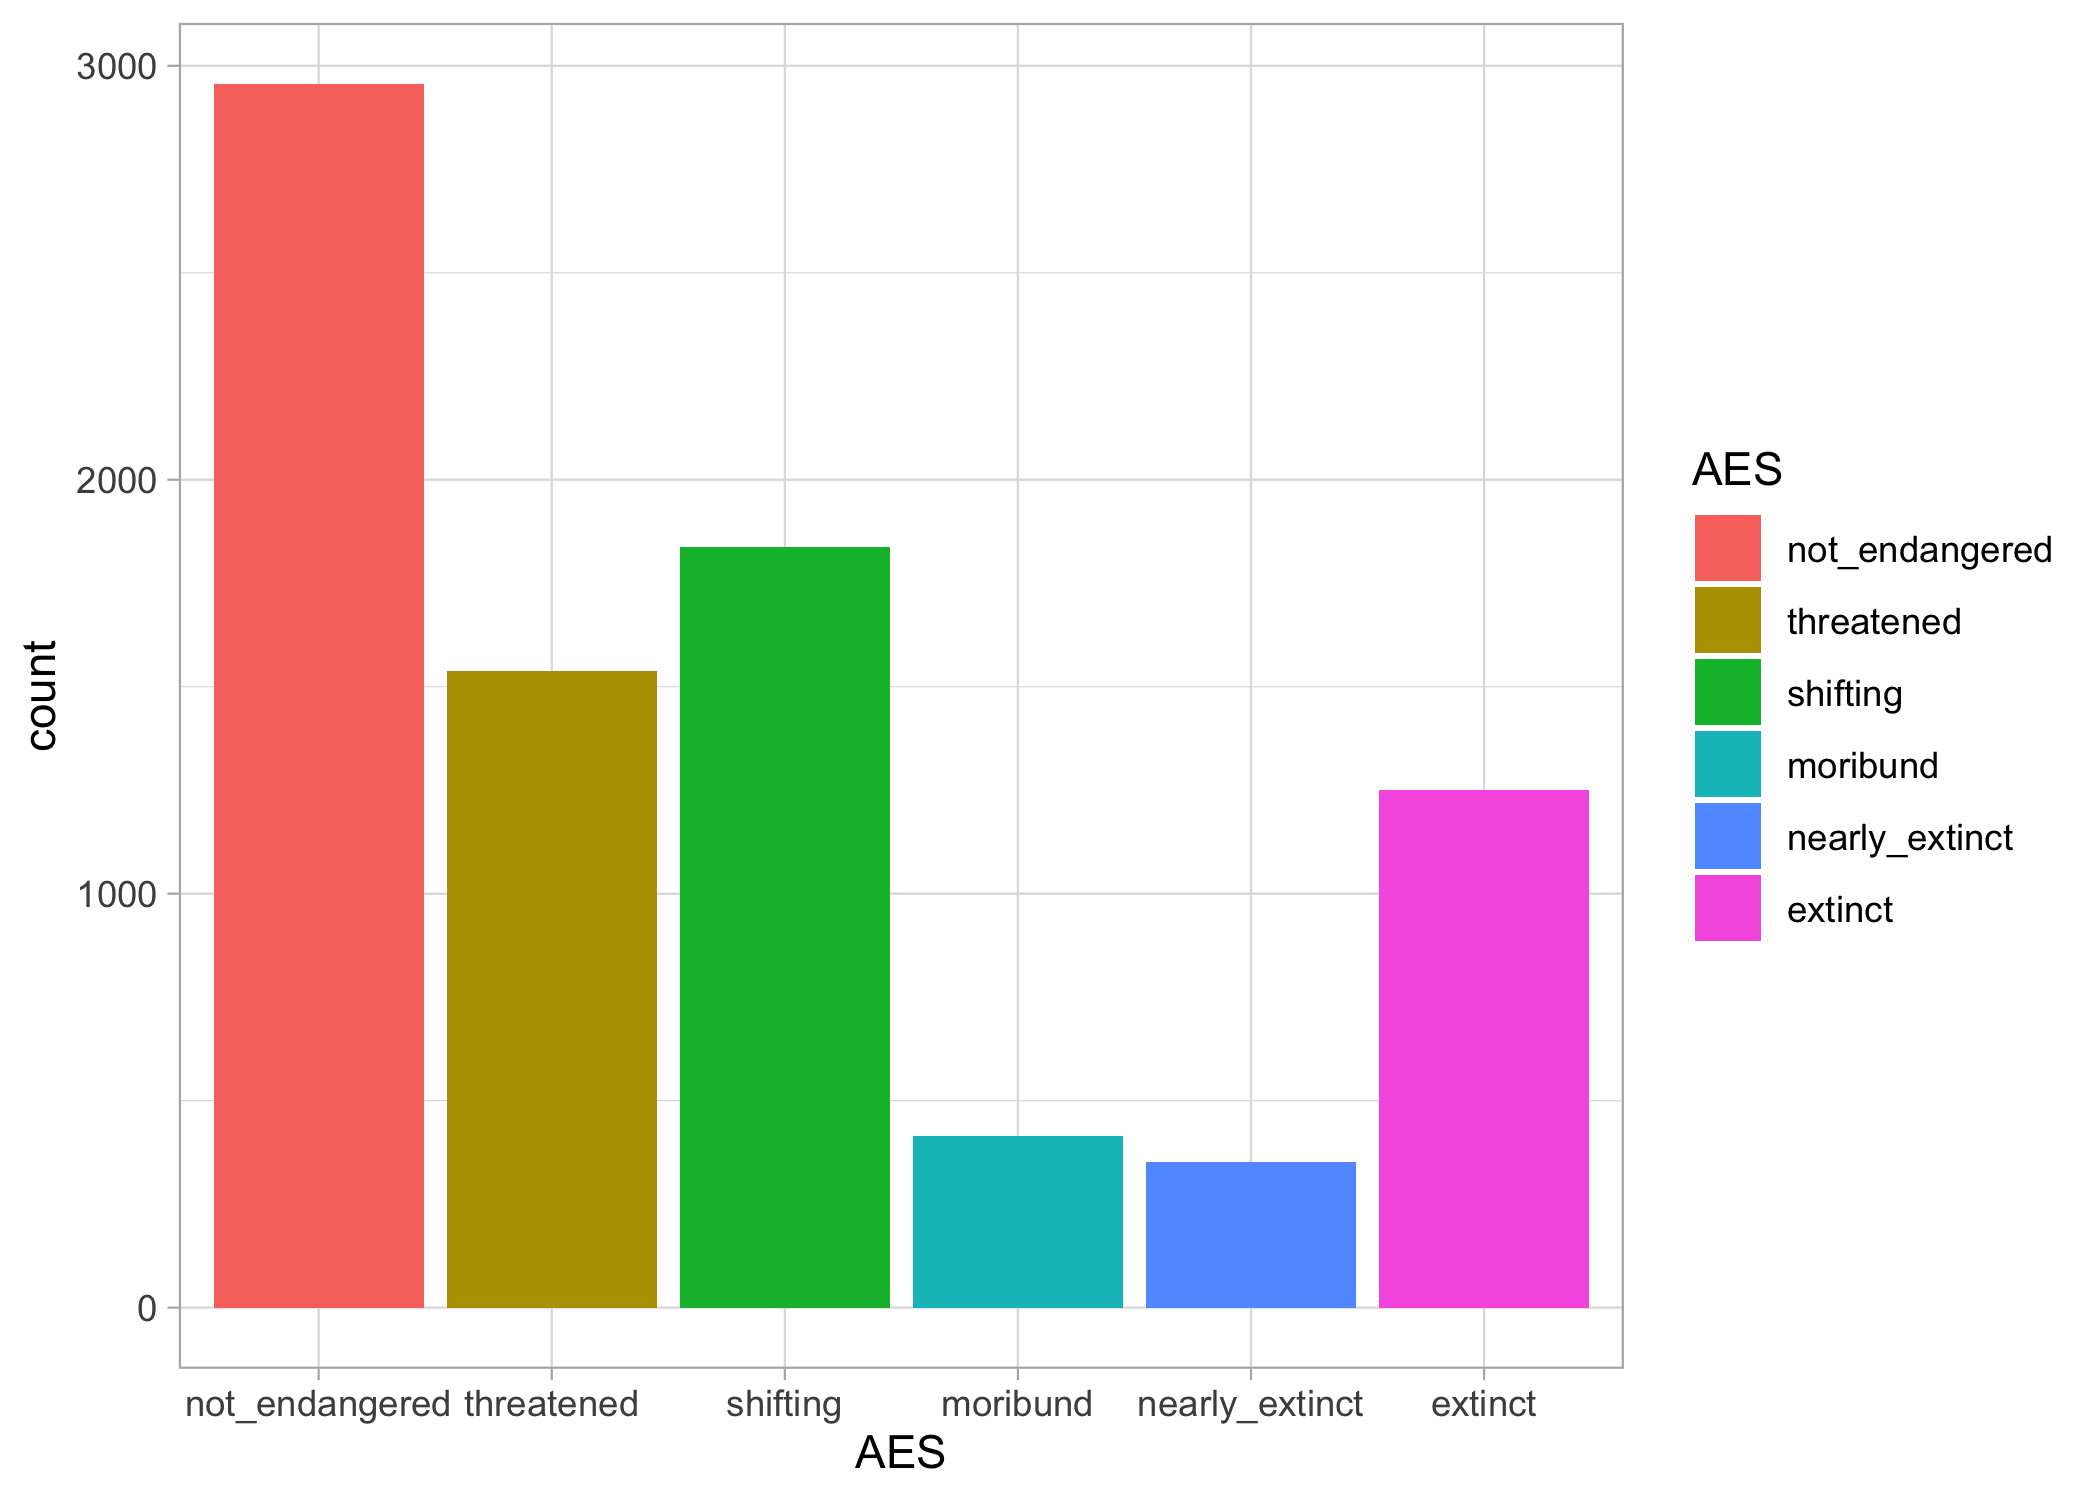 3000
2000
1000
0
count
not_endangered threatened shifting moribund nearly_extinct extinct
AES
AES
not_endangered
threatened
shifting
moribund
nearly_extinct
extinct